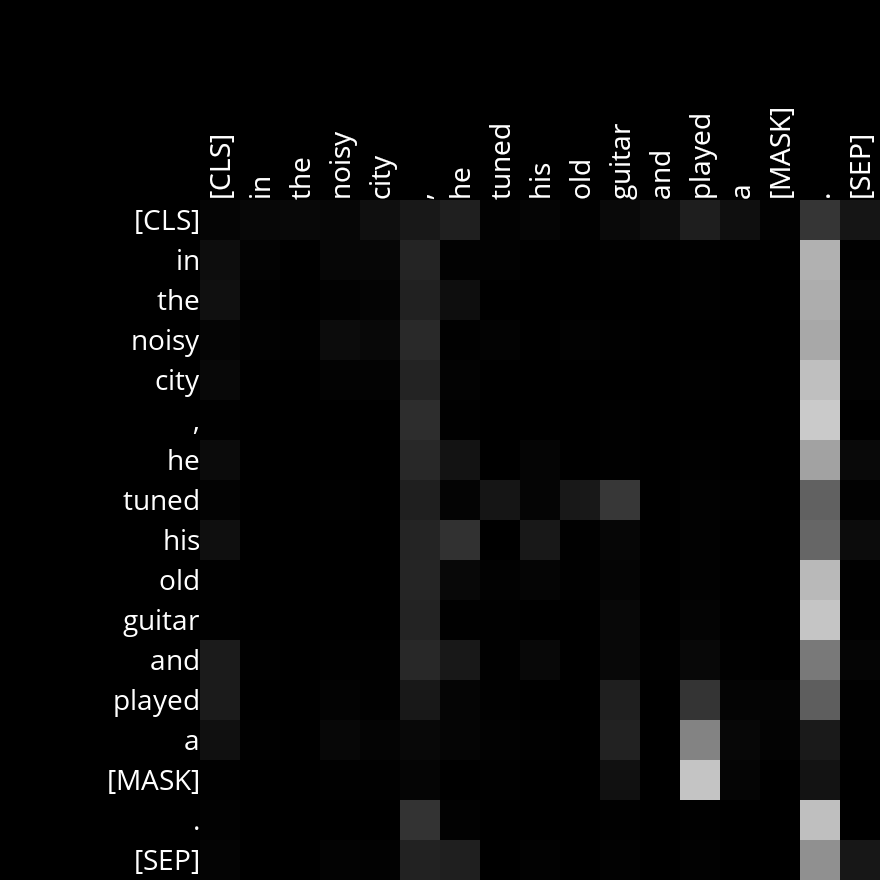 [CLS] in the noisy city , he tuned his old guitar and played a [MASK] . [SEP]
[CLS]
in
the
noisy
city
,
he
tuned
his
old
guitar
and
played
a
[MASK]
.
[SEP]